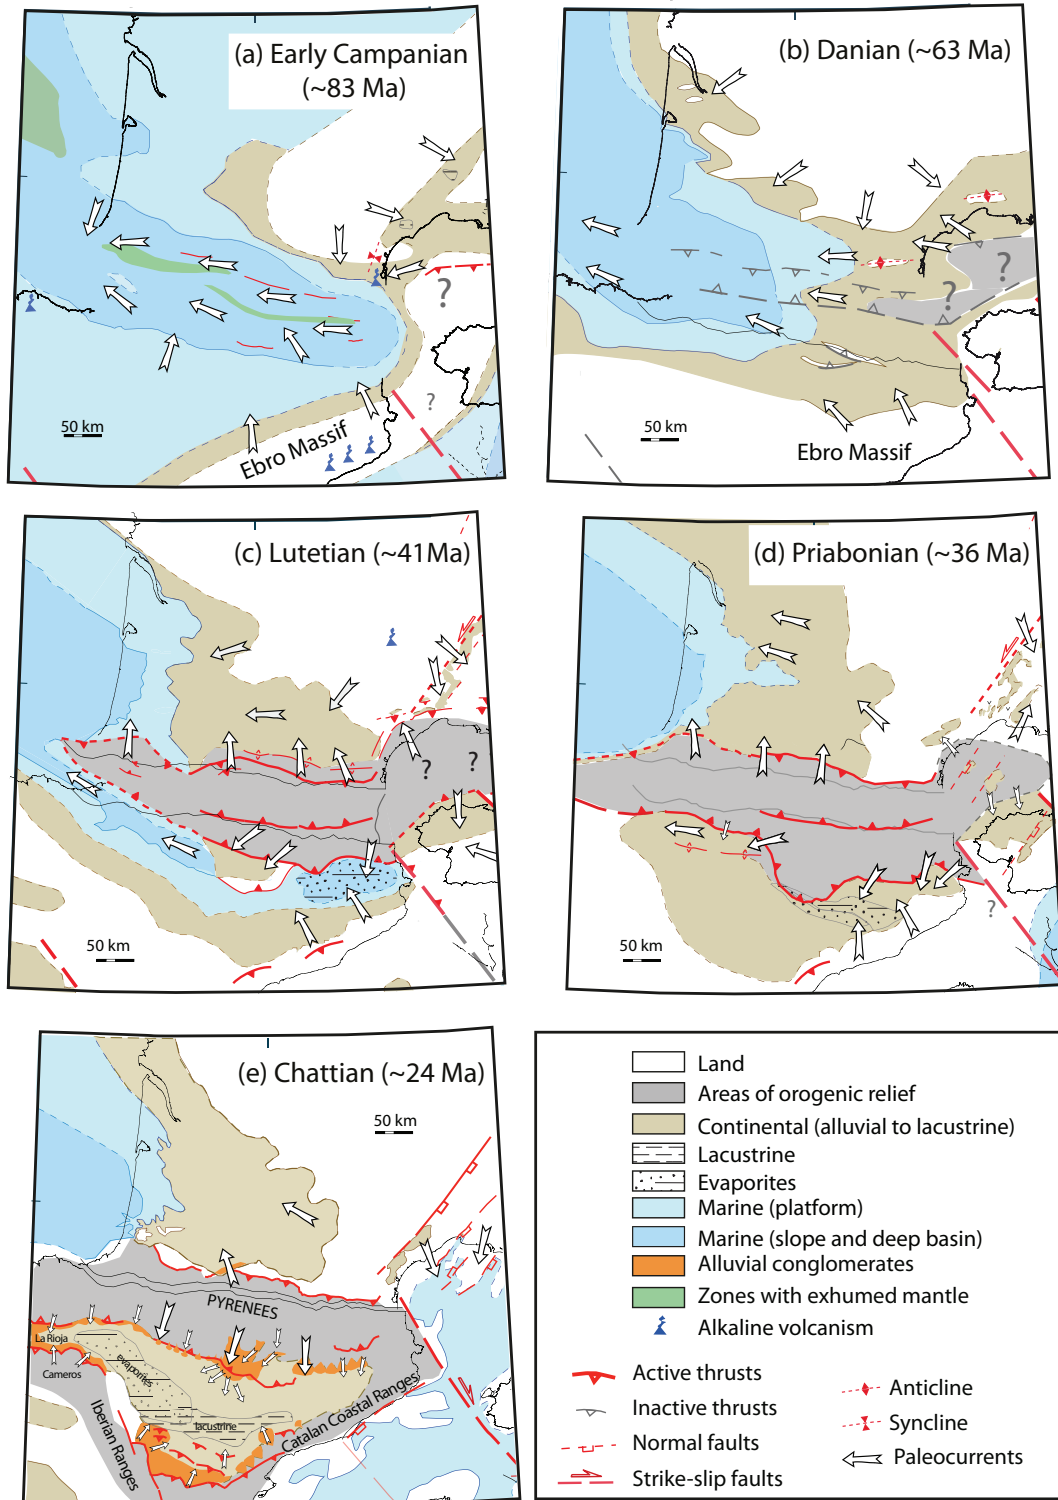 (a) Early Campanian
(~83 Ma)
?
?
50 km
Ebro Massif
(b) Danian (~63 Ma)
?
?
50 km
Ebro Massif
(c) Lutetian (~41Ma)
?
?
50 km
(d) Priabonian (~36 Ma)
?
50 km
(e) Chattian (~24 Ma)
50 km
PYRENEES
La Rioja
evaporites
Cameros
lacustrine
Iberian Ranges
Catalan Coastal Ranges
Land
Areas of orogenic relief
Continental (alluvial to lacustrine)
Lacustrine
Evaporites
Marine (platform)
Marine (slope and deep basin)
Alluvial conglomerates
Zones with exhumed mantle
Alkaline volcanism
Active thrusts
Inactive thrusts
Normal faults
Strike-slip faults
Anticline
Syncline
Paleocurrents